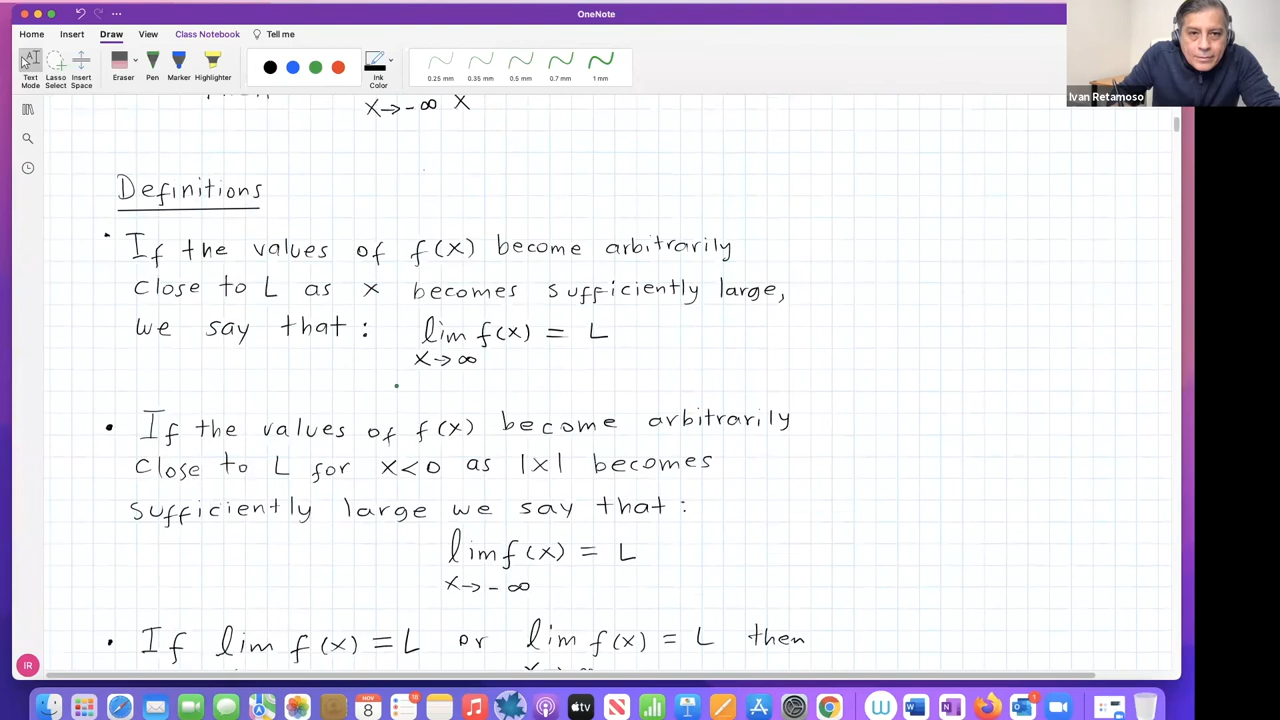 OneNote
Home Insert Draw View Class Notebook Tell me
Text Mode Lasso Select Insert Space Eraser Pen Marker Highlighter Ink Color 0.25 mm 0.35 mm 0.5 mm 0.7 mm 1 mm
Ivan Retamoso
x→-∞ x
Definitions
• If the values of f(x) become arbitrarily
close to L as x becomes sufficiently large,
we say that: lim f(x) = L
x→∞
• If the values of f(x) become arbitrarily
close to L for x<0 as |x| becomes
sufficiently large we say that:
lim f(x) = L
x→-∞
• If lim f(x) = L or lim f(x) = L then
IR
NOV
8
tv